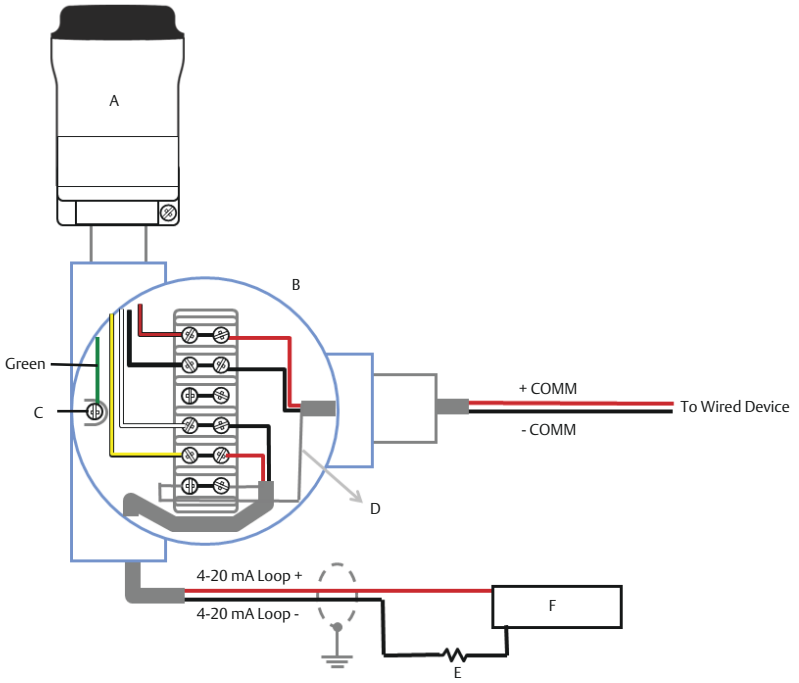 A
B
Green
C
+ COMM
To Wired Device
- COMM
D
4-20 mA Loop +
F
4-20 mA Loop -
E